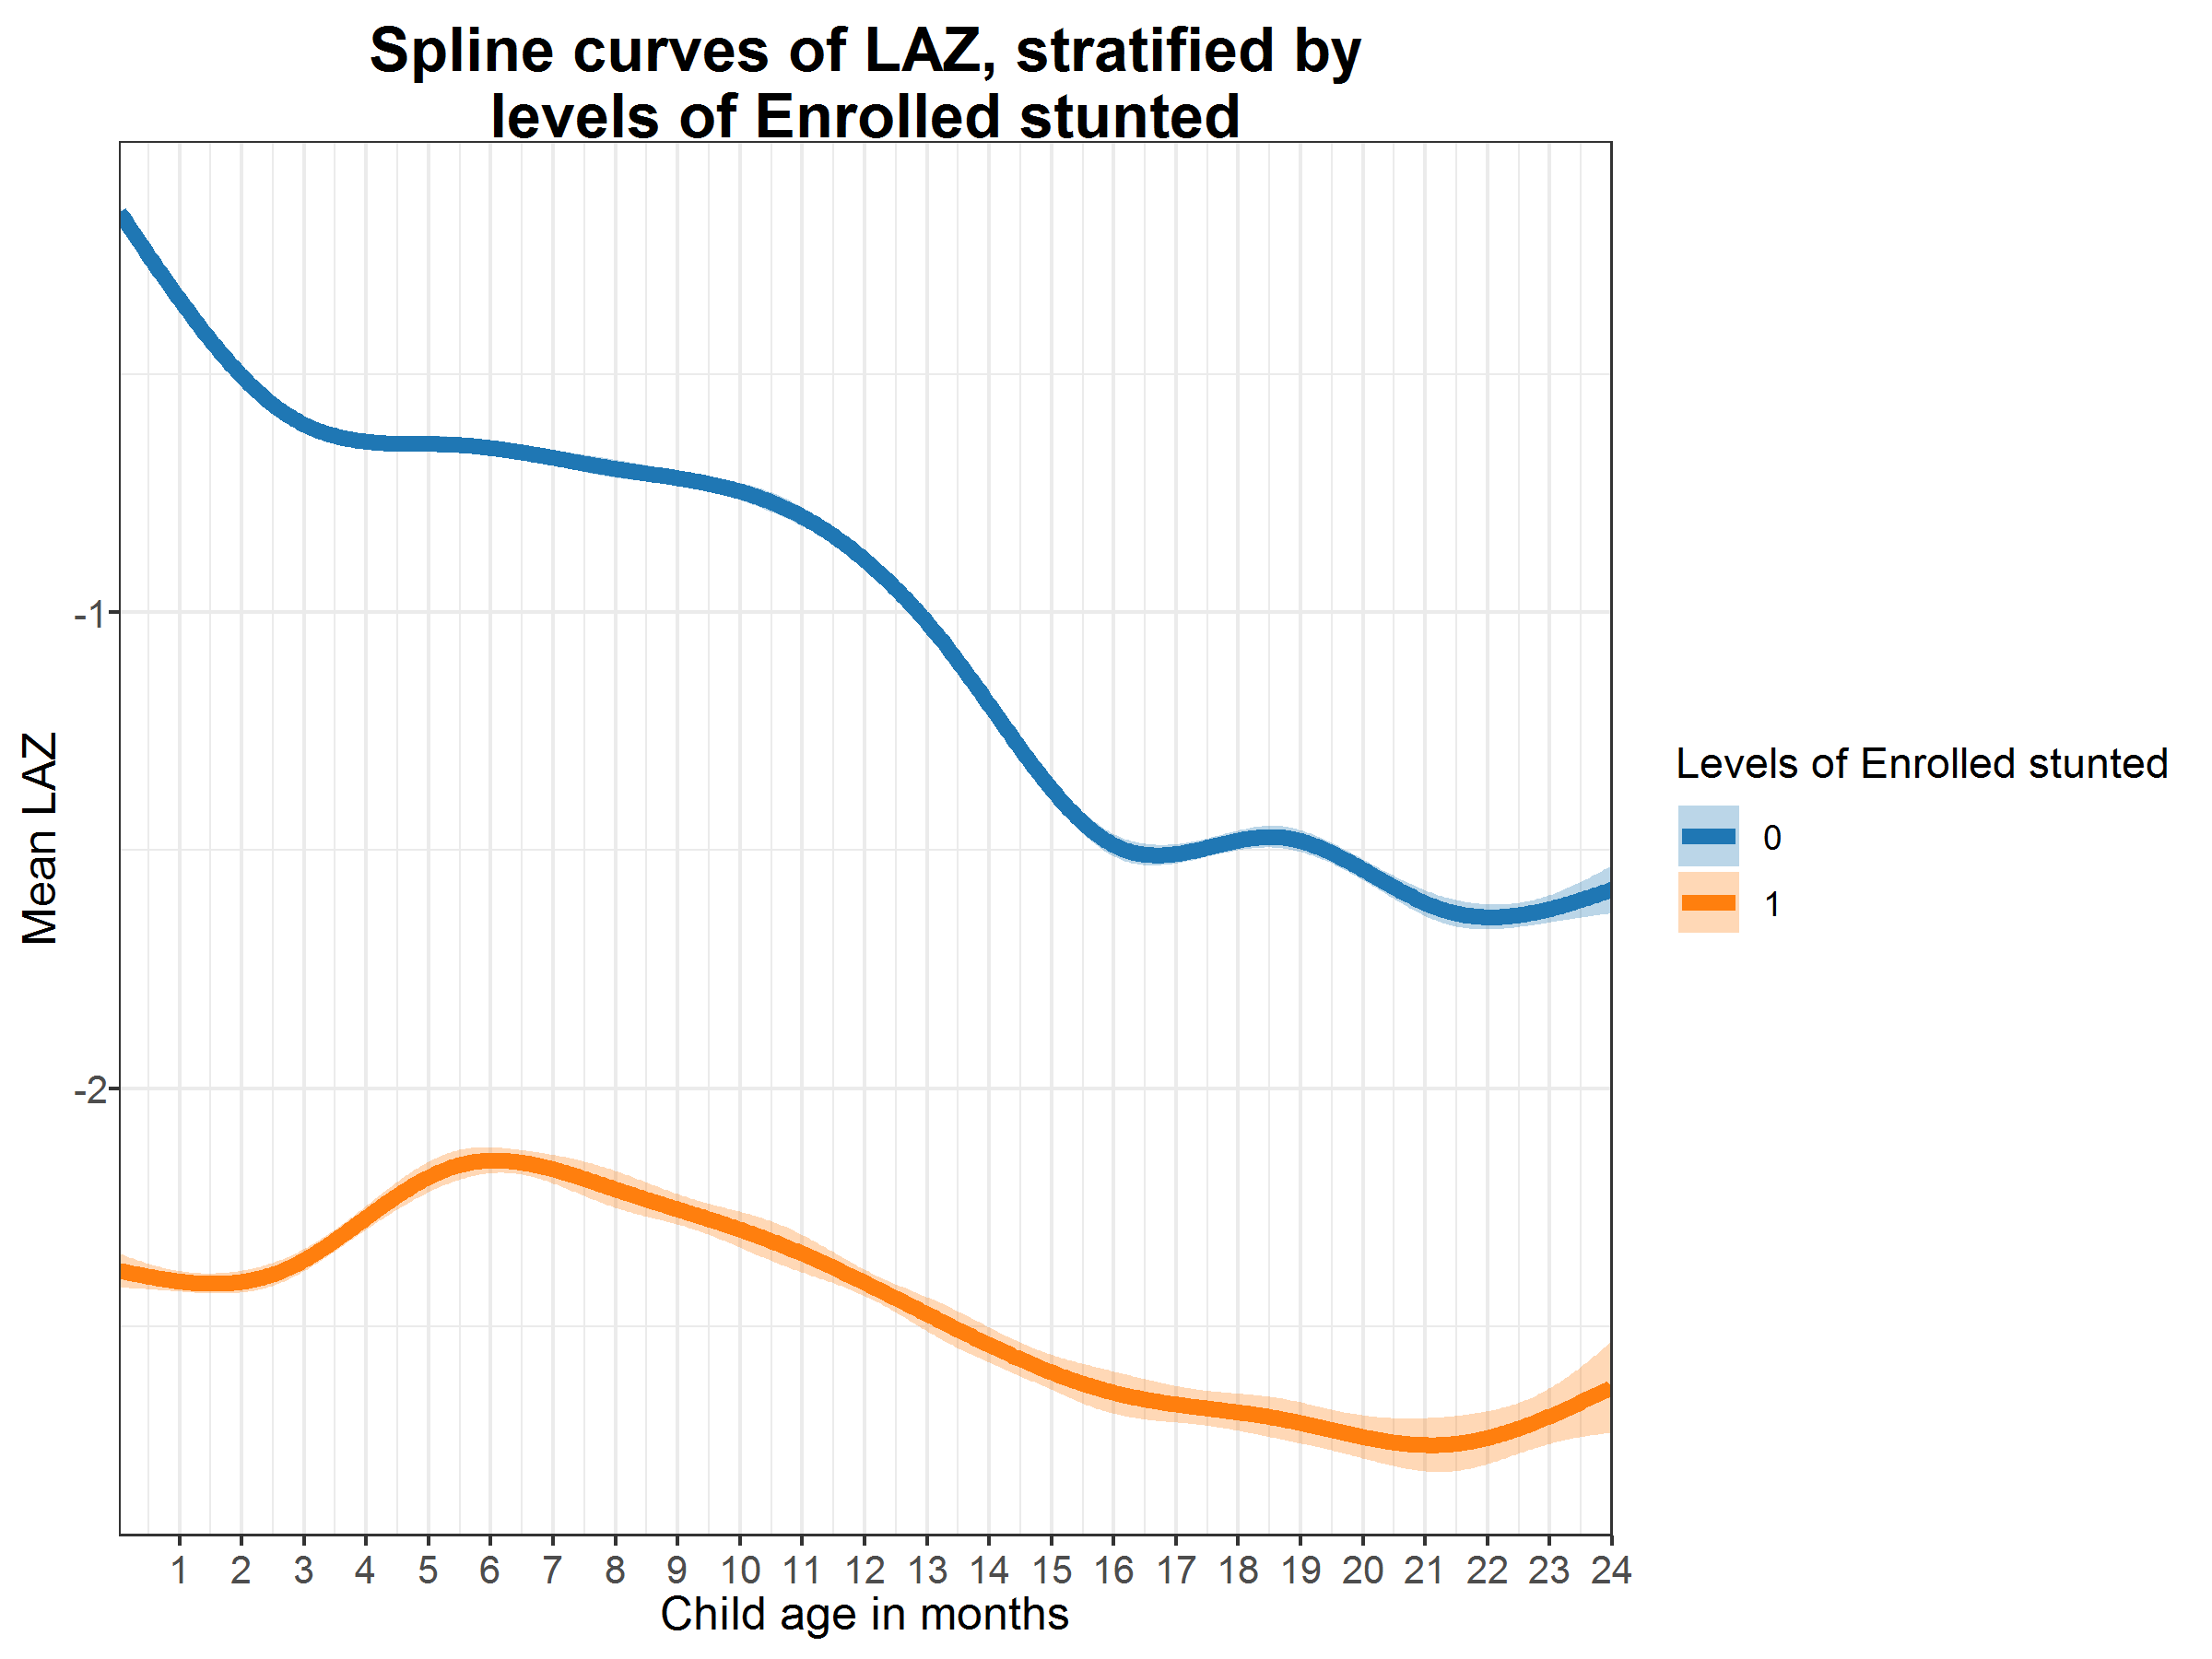 Spline curves of LAZ, stratified by
levels of Enrolled stunted
Mean LAZ
-1
-2
1 2 3 4 5 6 7 8 9 10 11 12 13 14 15 16 17 18 19 20 21 22 23 24
Child age in months
Levels of Enrolled stunted
0
1